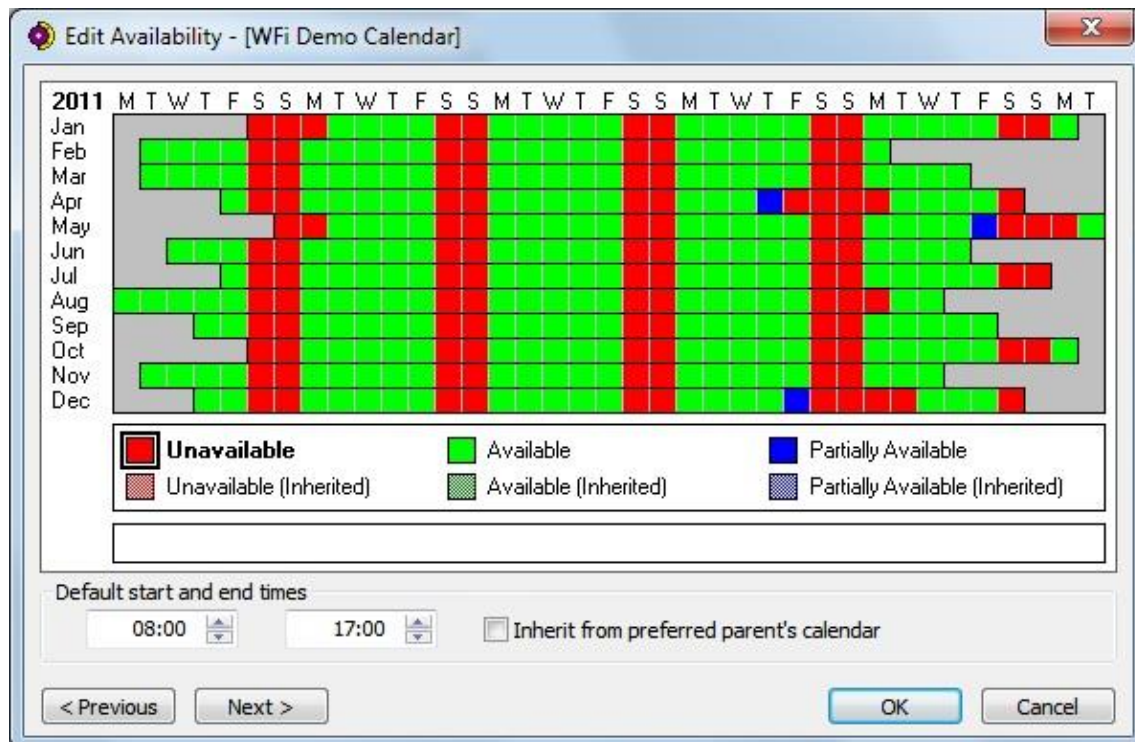 Edit Availability - [WFi Demo Calendar]
2011 M T W T F S S M T W T F S S M T W T F S S M T W T F S S M T W T F S S M T
Jan
Feb
Mar
Apr
May
Jun
Jul
Aug
Sep
Oct
Nov
Dec
Unavailable Available Partially Available
Unavailable (Inherited) Available (Inherited) Partially Available (Inherited)
Default start and end times
08:00 17:00 Inherit from preferred parent's calendar
< Previous Next > OK Cancel